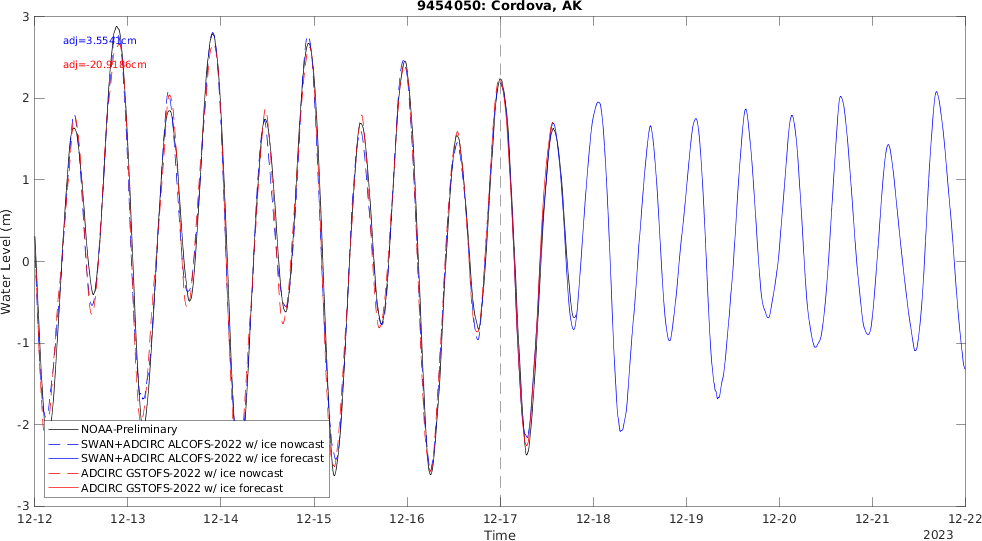 9454050: Cordova, AK
adj=3.5541cm
adj=-20.9186cm
3
2
1
0
-1
-2
-3
Water Level (m)
NOAA-Preliminary
SWAN+ADCIRC ALCOFS-2022 w/ ice nowcast
SWAN+ADCIRC ALCOFS-2022 w/ ice forecast
ADCIRC GSTOFS-2022 w/ ice nowcast
ADCIRC GSTOFS-2022 w/ ice forecast
12-12 12-13 12-14 12-15 12-16 12-17 12-18 12-19 12-20 12-21 12-22
Time
2023